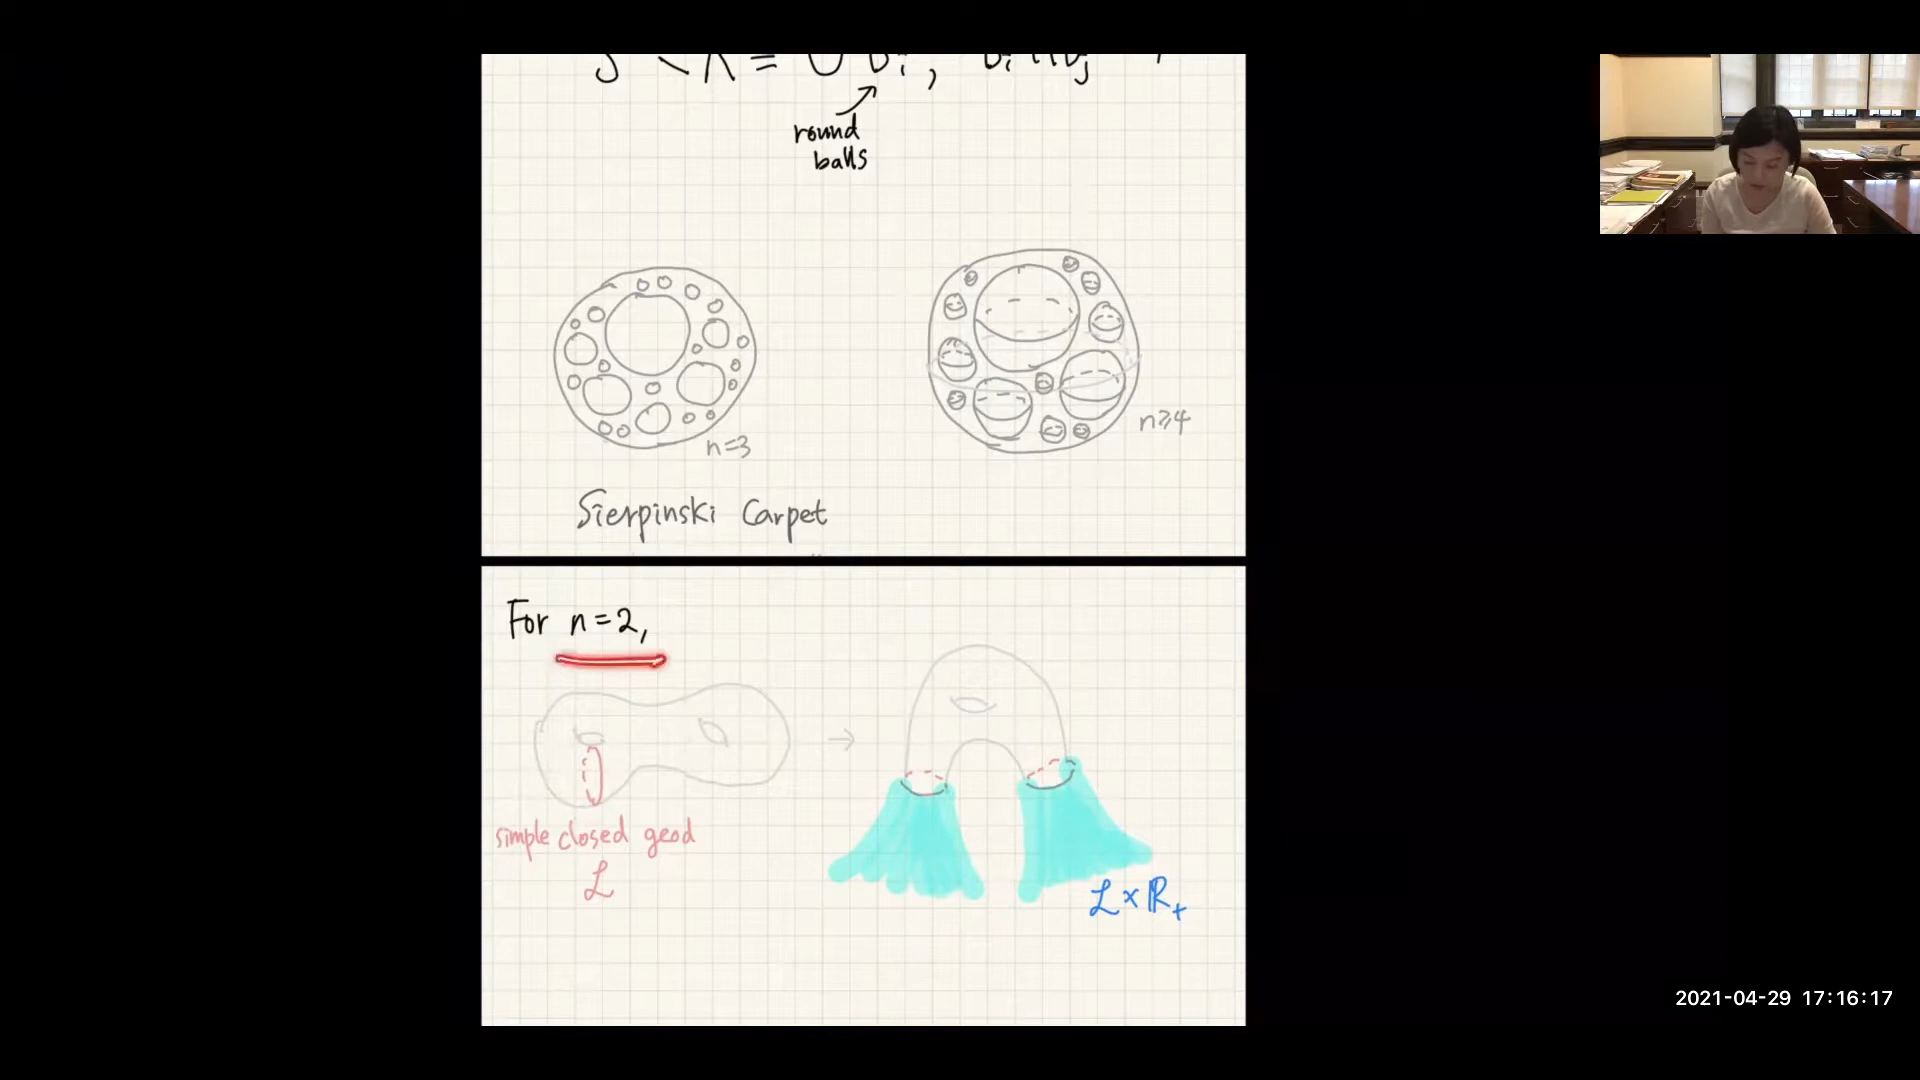 round
balls
n=3
n⩾4
Sierpinski Carpet
For n=2,
→
simple closed geod
ℒ
ℒ × ℝ₊
2021-04-29 17:16:17